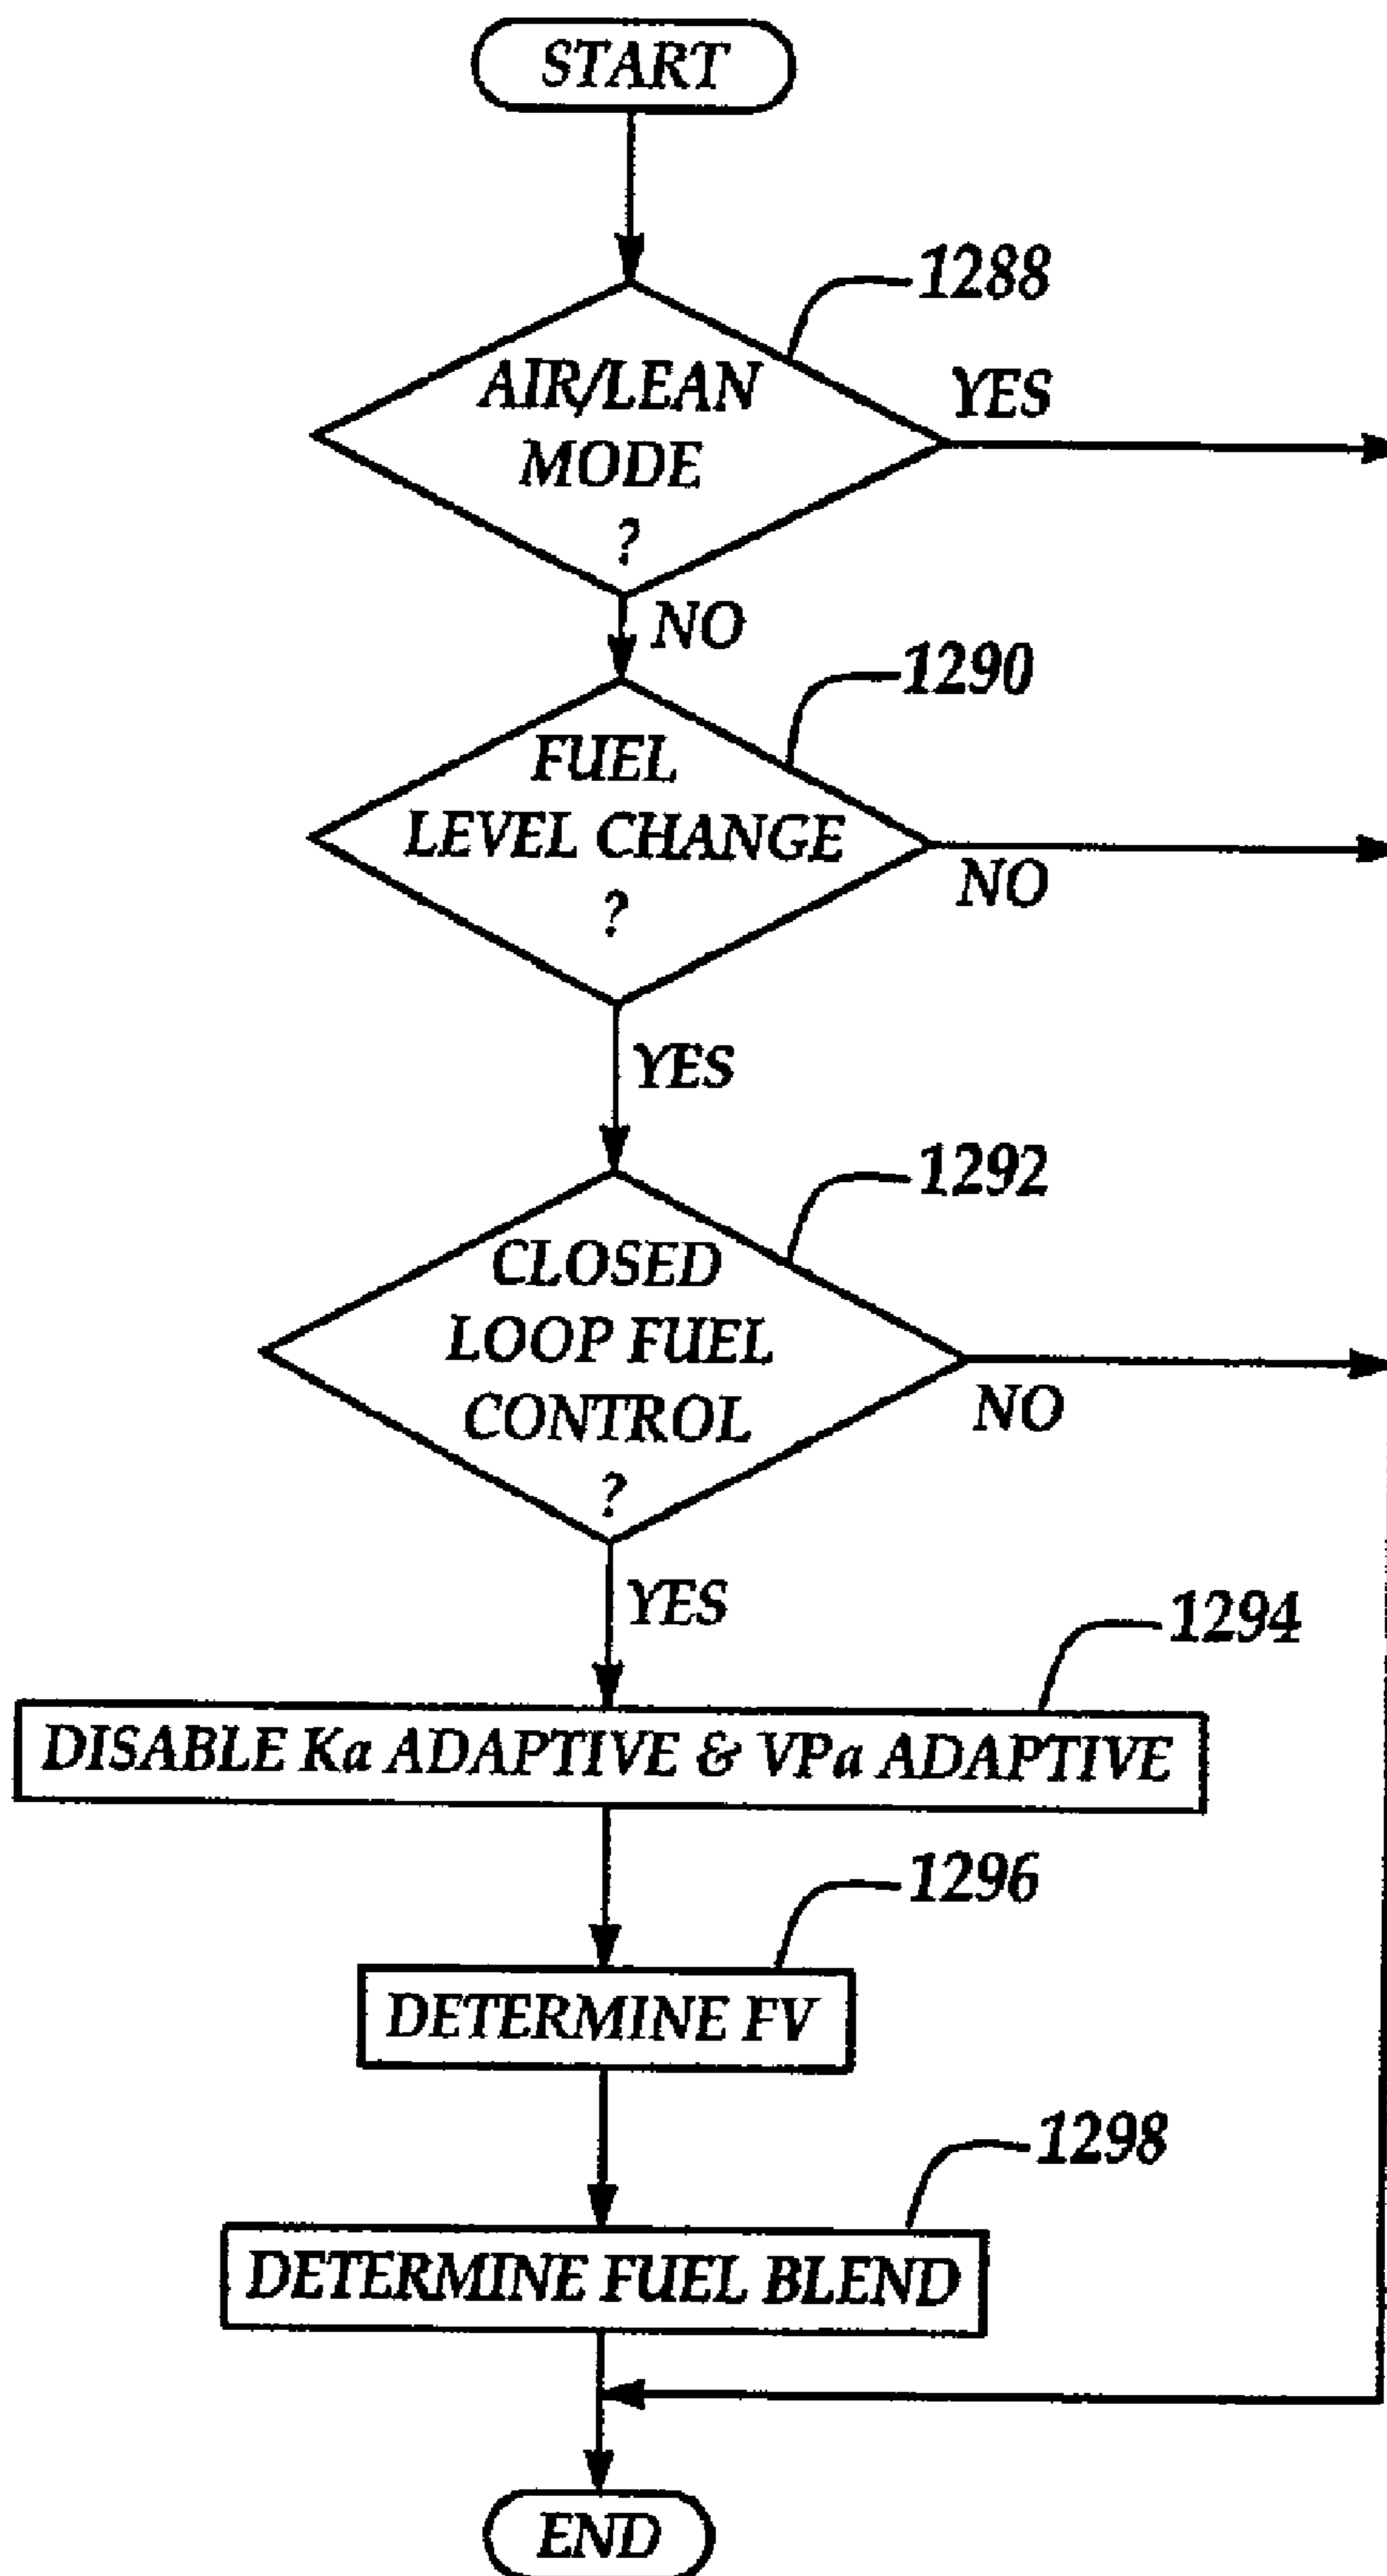 START
1288
AIR/LEAN
MODE
?
YES
NO
1290
FUEL
LEVEL CHANGE
?
NO
YES
1292
CLOSED
LOOP FUEL
CONTROL
?
NO
YES
1294
DISABLE Ka ADAPTIVE & VPa ADAPTIVE
1296
DETERMINE FV
1298
DETERMINE FUEL BLEND
END